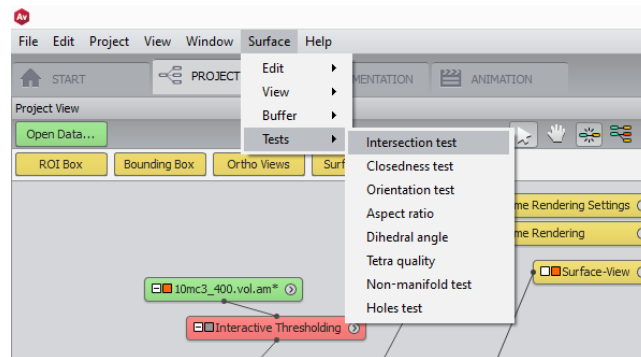 Av
File Edit Project View Window Surface Help
START
PROJECT
MENTATION
ANIMATION
Edit
View
Buffer
Tests
Project View
Open Data...
Intersection test
Closedness test
Orientation test
Aspect ratio
Dihedral angle
Tetra quality
Non-manifold test
Holes test
ROI Box
Bounding Box
Ortho Views
Surf
me Rendering Settings
me Rendering
Surface-View
10mc3_400.vol.am*
Interactive Thresholding